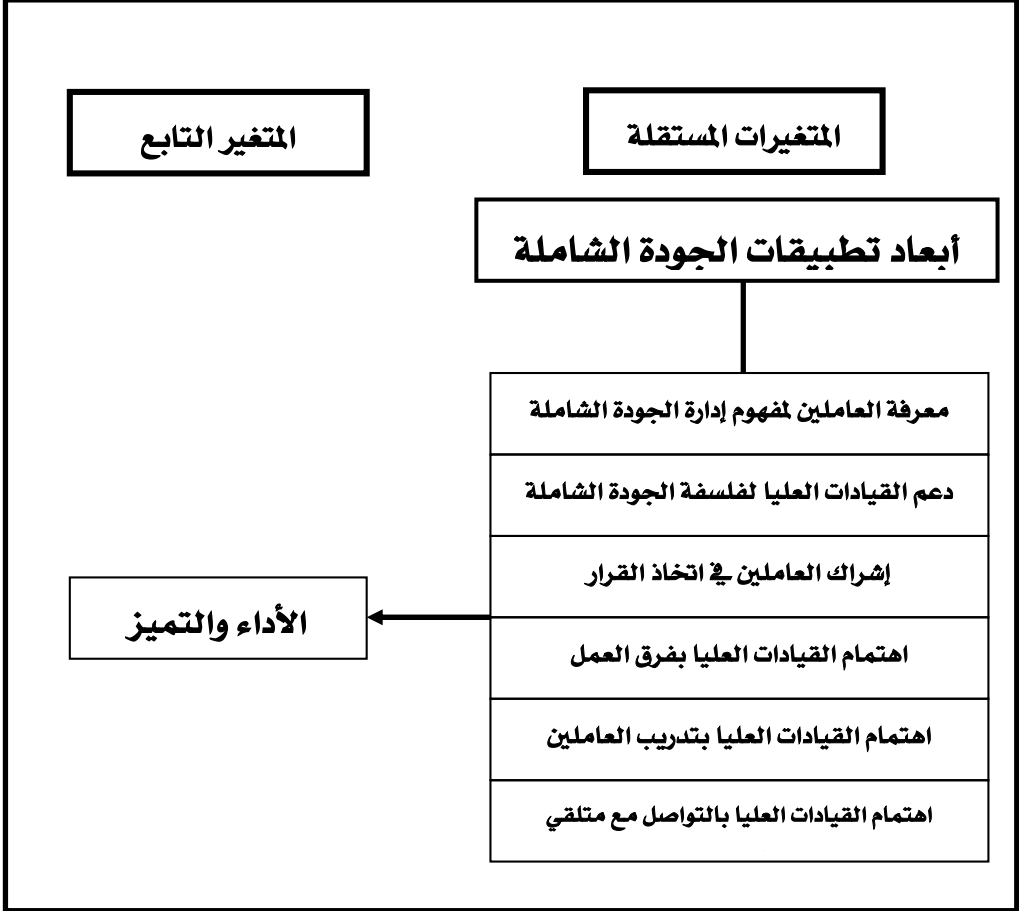 المتغيرات المستقلة
المتغير التابع
أبعاد تطبيقات الجودة الشاملة
معرفة العاملين لمفهوم إدارة الجودة الشاملة
دعم القيادات العليا لفلسفة الجودة الشاملة
إشراك العاملين في اتخاذ القرار
اهتمام القيادات العليا بفرق العمل
اهتمام القيادات العليا بتدريب العاملين
اهتمام القيادات العليا بالتواصل مع متلقي
الأداء والتميز